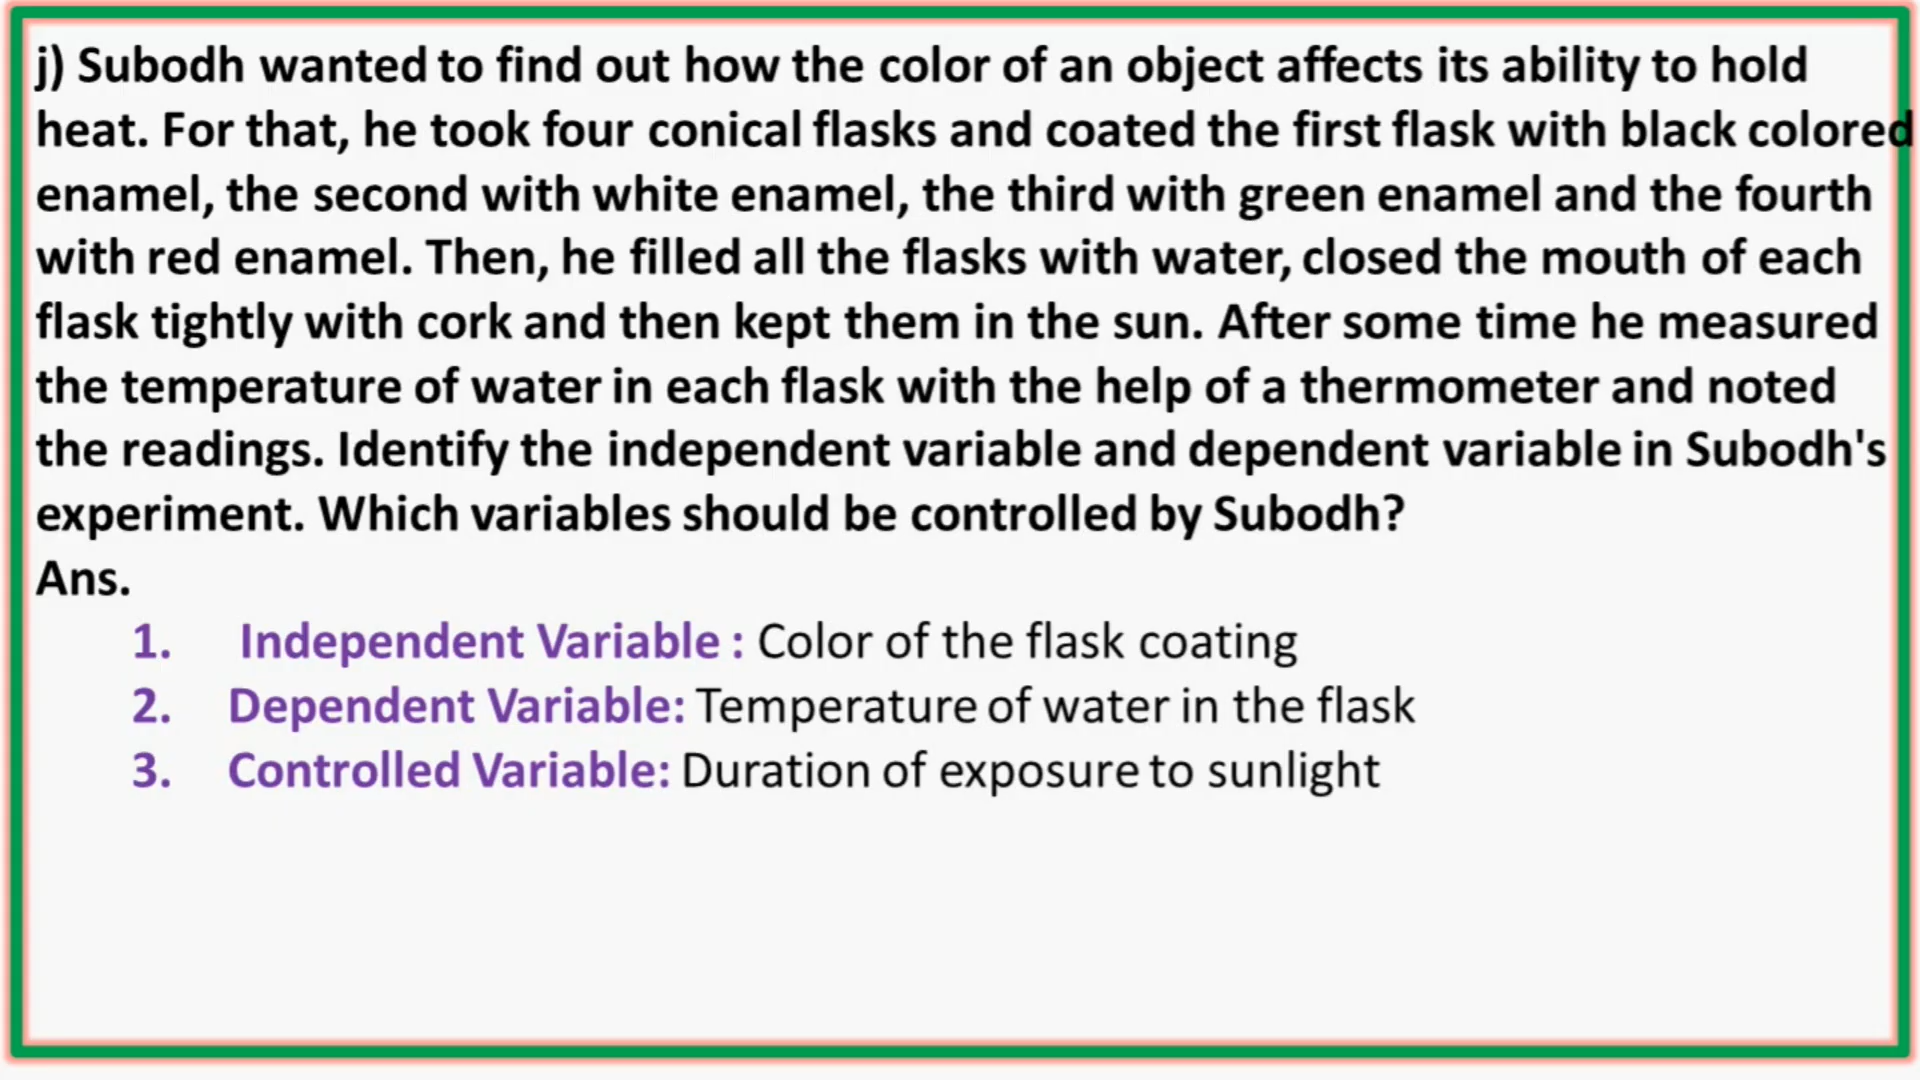 j) Subodh wanted to find out how the color of an object affects its ability to hold
heat. For that, he took four conical flasks and coated the first flask with black colored
enamel, the second with white enamel, the third with green enamel and the fourth
with red enamel. Then, he filled all the flasks with water, closed the mouth of each
flask tightly with cork and then kept them in the sun. After some time he measured
the temperature of water in each flask with the help of a thermometer and noted
the readings. Identify the independent variable and dependent variable in Subodh's
experiment. Which variables should be controlled by Subodh?
Ans.
1. Independent Variable : Color of the flask coating
2. Dependent Variable: Temperature of water in the flask
3. Controlled Variable: Duration of exposure to sunlight